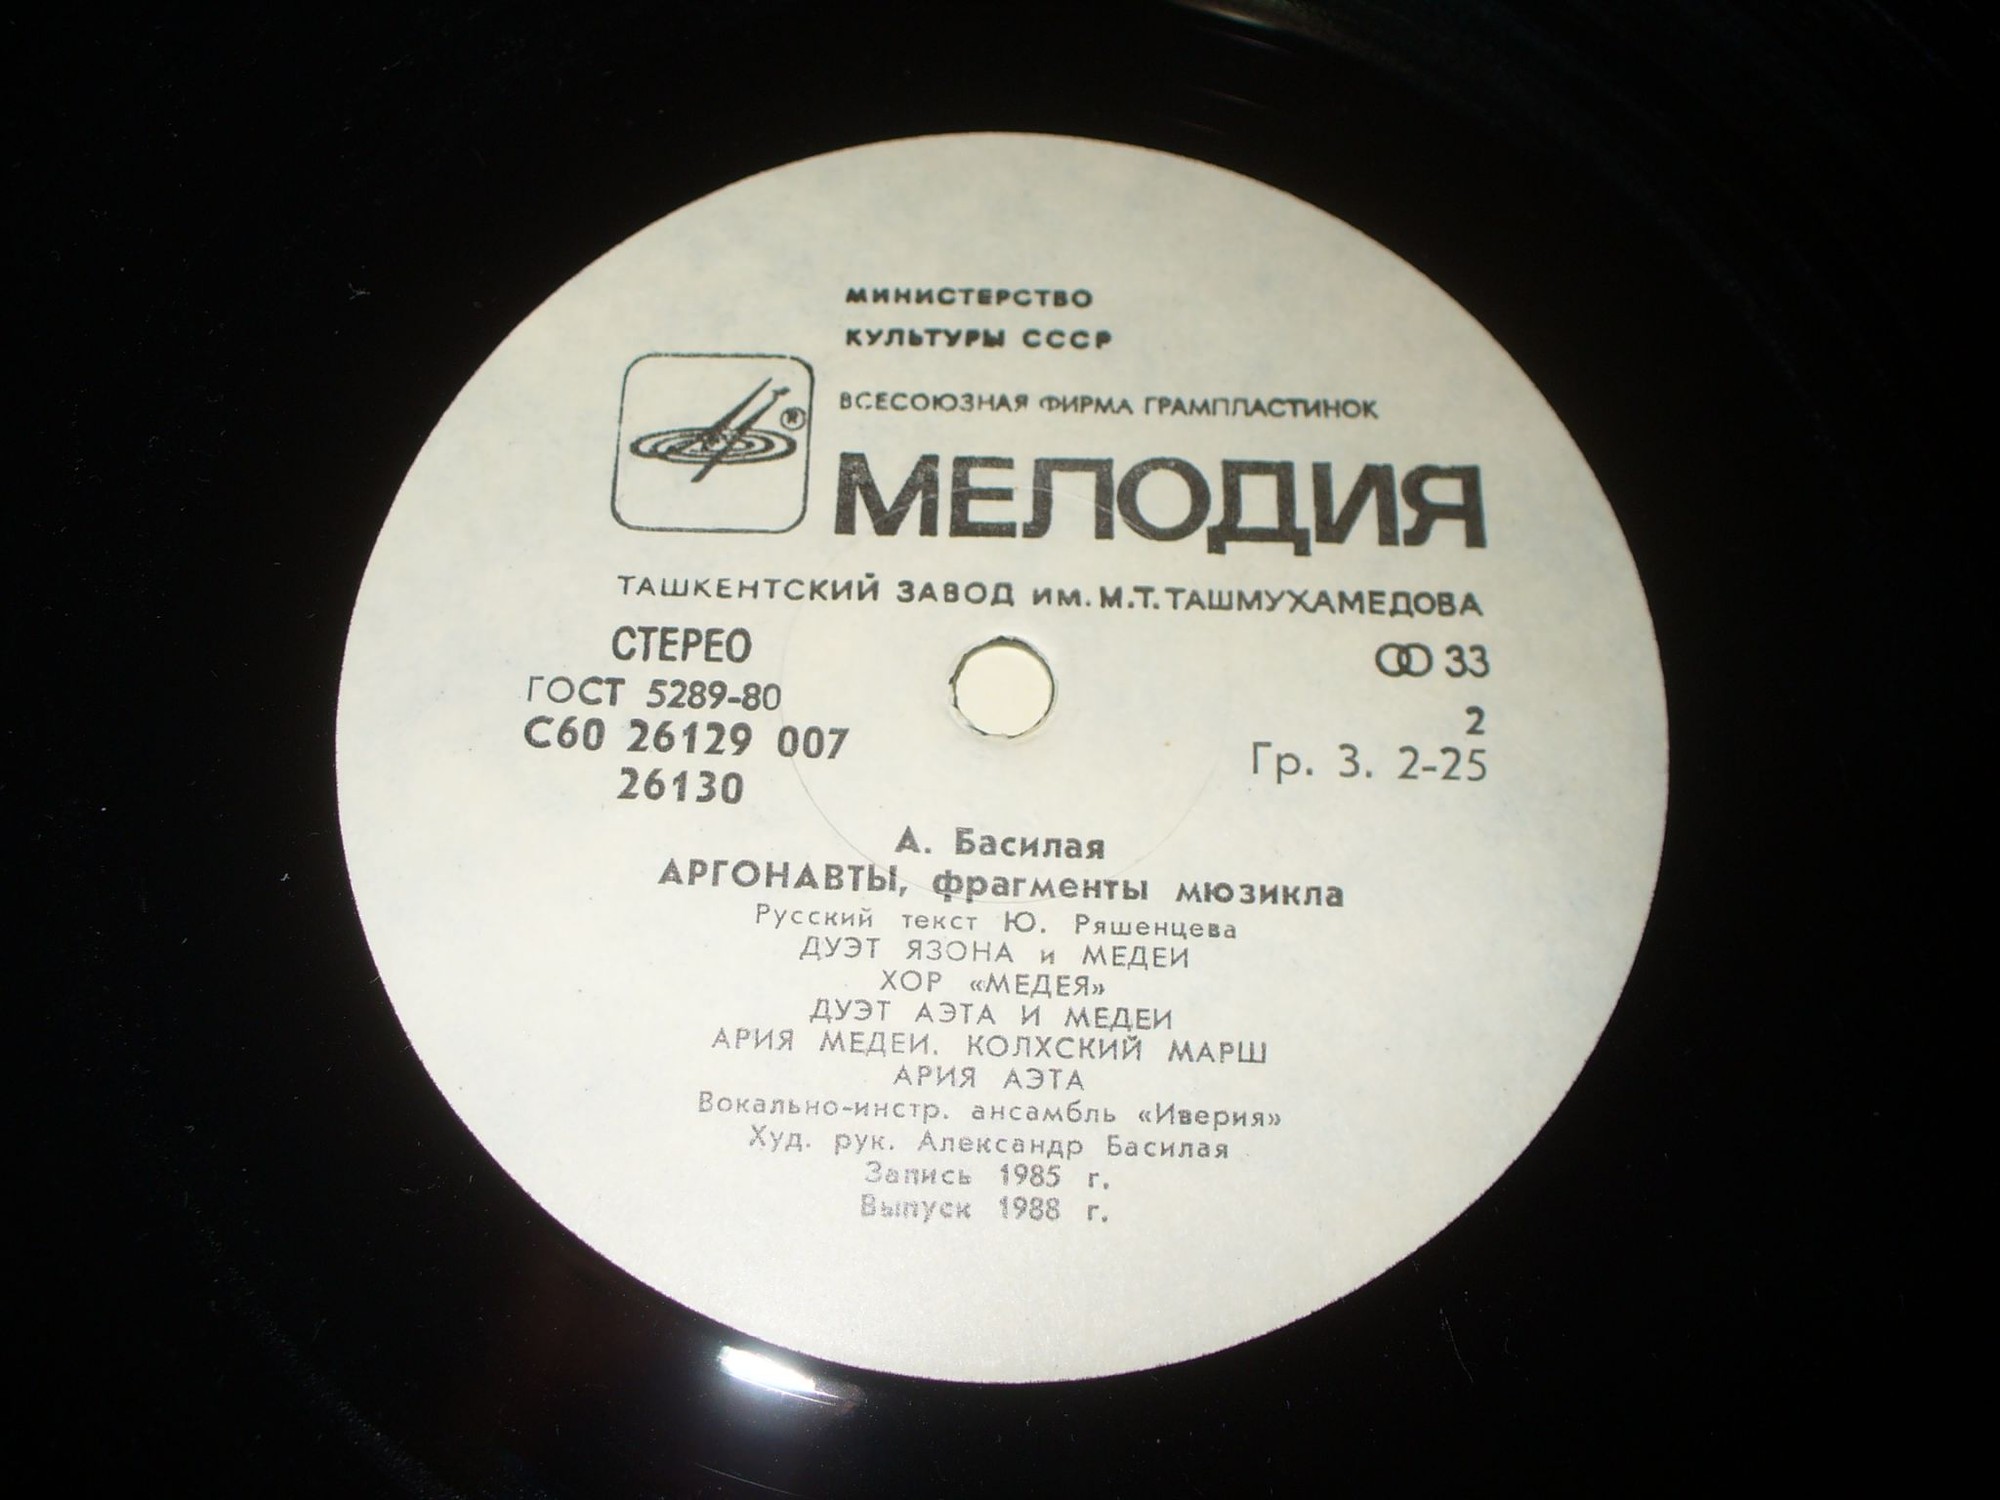 МИНИСТЕРСТВО
КУЛЬТУРЫ СССР
ВСЕСОЮЗНАЯ ФИРМА ГРАМПЛАСТИНОК
®
МЕЛОДИЯ
ТАШКЕНТСКИЙ ЗАВОД ИМ. М.Т. ТАШМУХАМЕДОВА
СТЕРЕО
33
ГОСТ 5289-80
2
С60 26129 007
Гр. 3. 2-25
26130
А. Басилая
АРГОНАВТЫ, фрагменты мюзикла
Русский текст Ю. Ряшенцева
ДУЭТ ЯЗОНА и МЕДЕИ
ХОР «МЕДЕЯ»
ДУЭТ АЭТА И МЕДЕИ
АРИЯ МЕДЕИ. КОЛХСКИЙ МАРШ
АРИЯ АЭТА
Вокально-инстр. ансамбль «Иверия»
Худ. рук. Александр Басилая
Запись 1985 г.
Выпуск 1988 г.